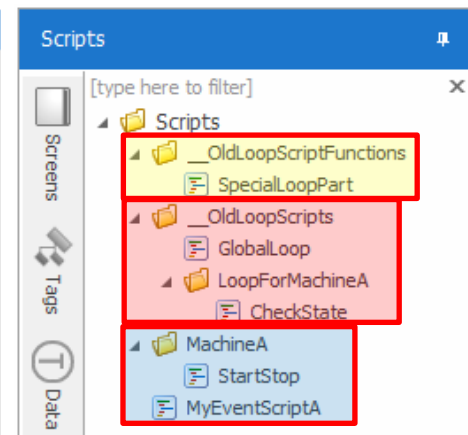 Scripts
[type here to filter]
Scripts
__OldLoopScriptFunctions
SpecialLoopPart
__OldLoopScripts
GlobalLoop
LoopForMachineA
CheckState
MachineA
StartStop
MyEventScriptA
Screens
Tags
Data